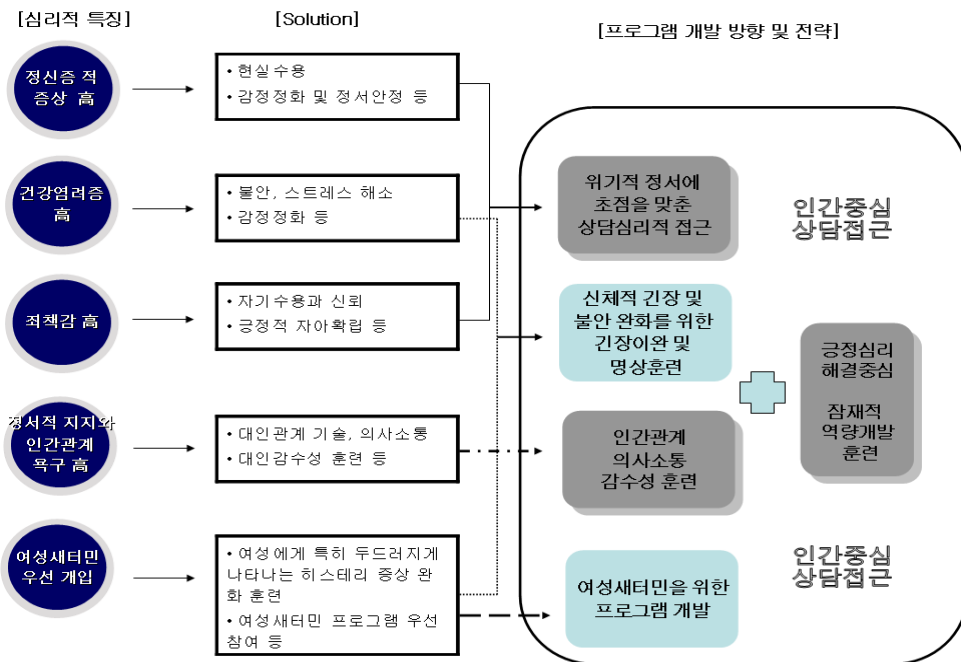 [심리적 특징]
[Solution]
[프로그램 개발 방향 및 전략]
정신증 적
증상 高
• 현실수용
• 감정정화 및 정서안정 등
건강염려증
高
• 불안, 스트레스 해소
• 감정정화 등
죄책감 高
• 자기수용과 신뢰
• 긍정적 자아확립 등
정서적 지지와
인간관계
욕구 高
• 대인관계 기술, 의사소통
• 대인감수성 훈련 등
여성새터민
우선 개입
• 여성에게 특히 두드러지게
나타나는 히스테리 증상 완
화 훈련
• 여성새터민 프로그램 우선
참여 등
위기적 정서에
초점을 맞춘
상담심리적 접근
인간중심
상담접근
신체적 긴장 및
불안 완화를 위한
긴장이완 및
명상훈련
긍정심리
해결중심
잠재적
역량개발
훈련
인간관계
의사소통
감수성 훈련
여성새터민을 위한
프로그램 개발
인간중심
상담접근